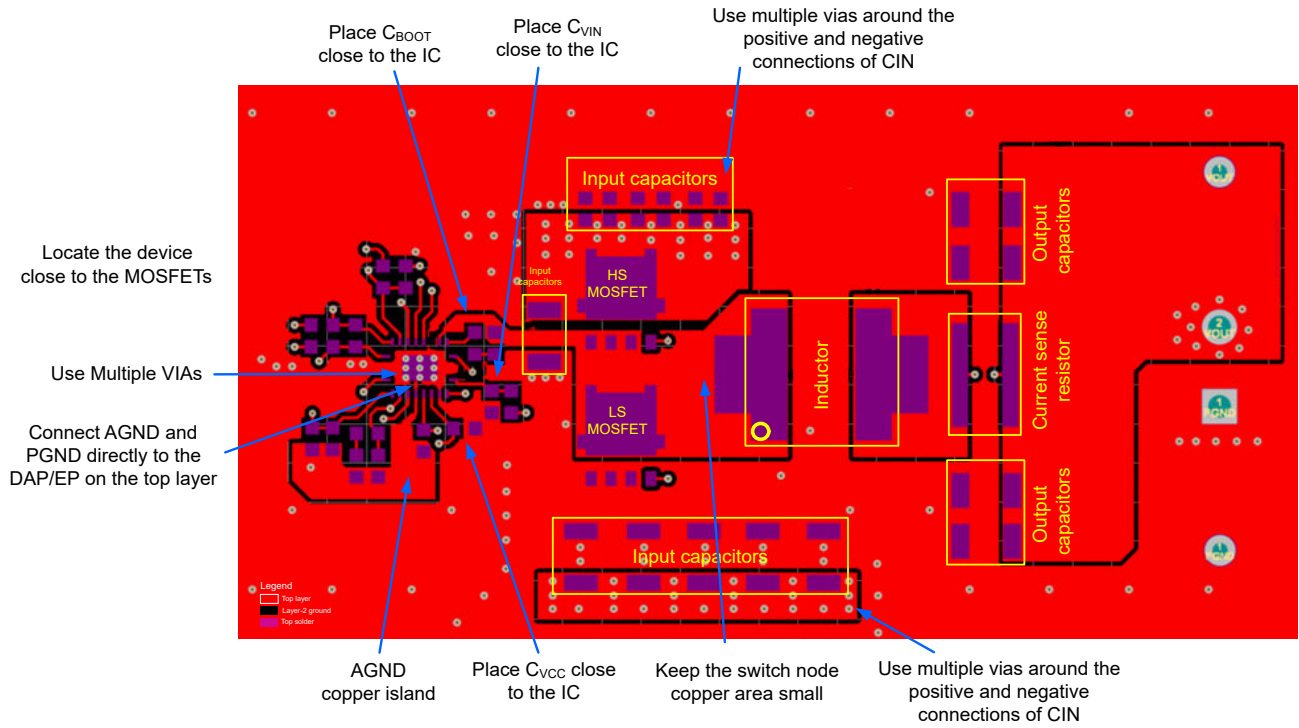 Place CBOOT
close to the IC
Place CVIN
close to the IC
Use multiple vias around the
positive and negative
connections of CIN
Input capacitors
Output
capacitors
Locate the device
close to the MOSFETs
Input
capacitors
HS
MOSFET
2
VOUT
Use Multiple VIAs
Inductor
Current sense
resistor
1
PGND
LS
MOSFET
Connect AGND and
PGND directly to the
DAP/EP on the top layer
Output
capacitors
Input capacitors
Legend
Top layer
Layer-2 ground
Top solder
AGND
copper island
Place CVCC close
to the IC
Keep the switch node
copper area small
Use multiple vias around the
positive and negative
connections of CIN